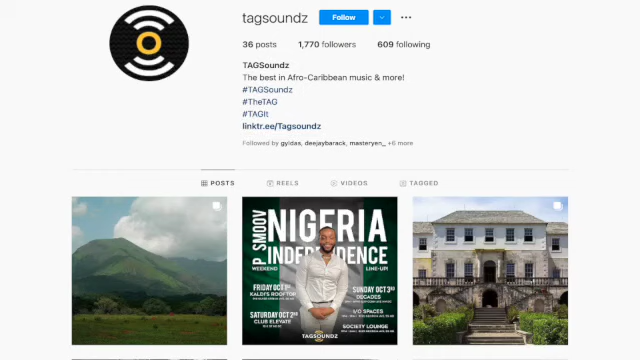 tagsoundz Follow
36 posts 1,770 followers 609 following
TAGSoundz
The best in Afro-Caribbean music & more!
#TAGSoundz
#TheTAG
#TAGIt
linktr.ee/Tagsoundz
Followed by gyldas, deejaybarack, masteryen_ +6 more
POSTS REELS VIDEOS TAGGED
P SMOOV
NIGERIA
INDEPENDENCE
WEEKEND LINE-UP!
FRIDAY OCT 1
KALDI'S ROOFTOP
SATURDAY OCT 2ND
CLUB ELEVATE
SUNDAY OCT 3RD
DECADES
I/O SPACES
SOCIETY LOUNGE
TAGSOUNDZ